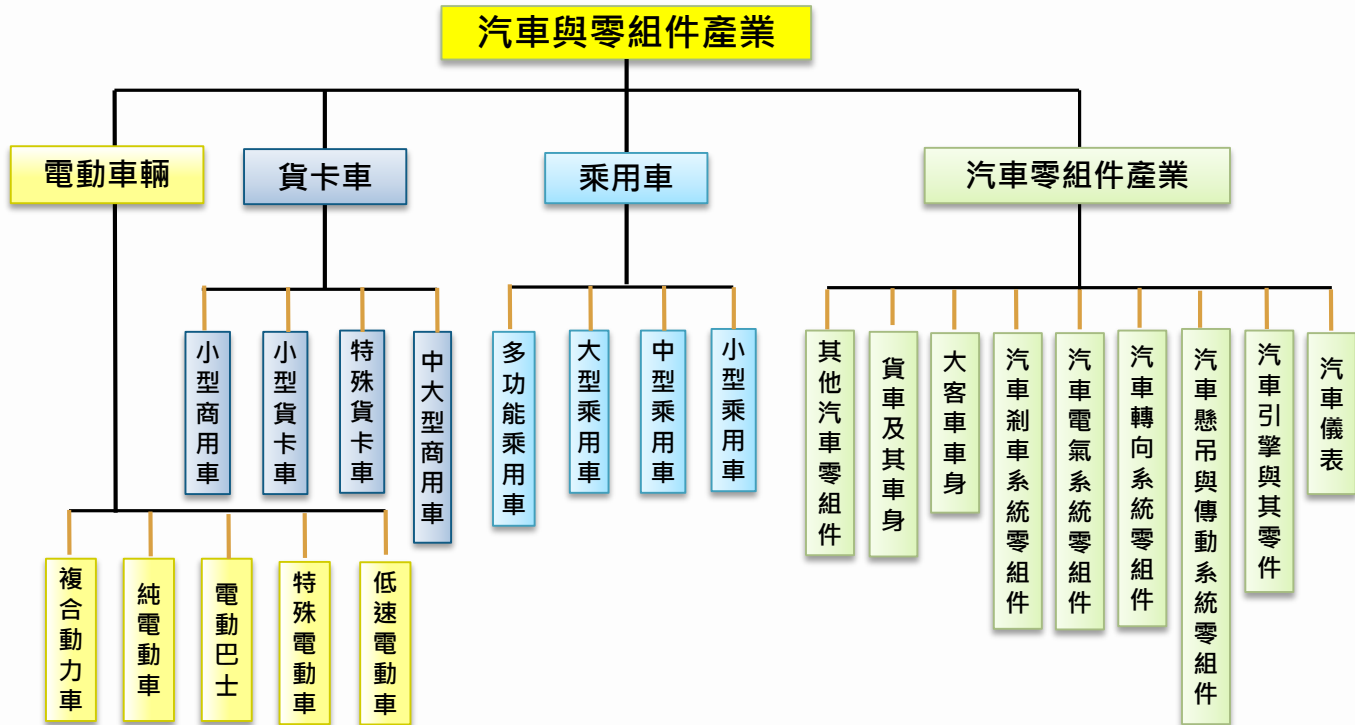 汽車與零組件產業
電動車輛
貨卡車
乘用車
汽車零組件產業
小型商用車
小型貨卡車
特殊貨卡車
中大型商用車
多功能乘用車
大型乘用車
中型乘用車
小型乘用車
其他汽車零組件
貨車及其車身
大客車車身
汽車剎車系統零組件
汽車電氣系統零組件
汽車轉向系統零組件
汽車懸吊與傳動系統零組件
汽車引擎與其零件
汽車儀表
複合動力車
純電動車
電動巴士
特殊電動車
低速電動車